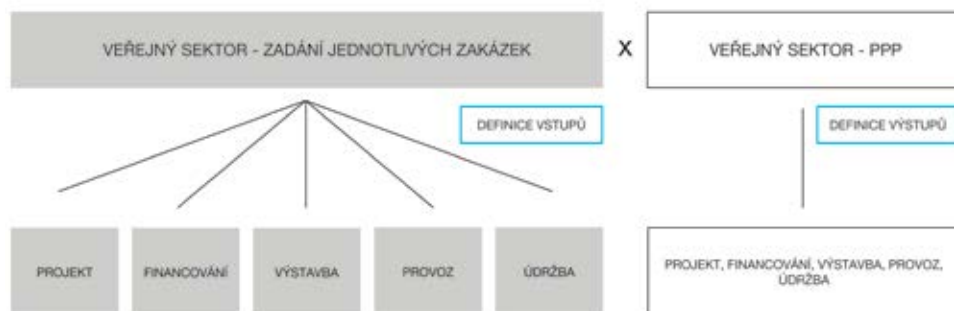 VEŘEJNÝ SEKTOR - ZADÁNÍ JEDNOTLIVÝCH ZAKÁZEK
X
VEŘEJNÝ SEKTOR - PPP
DEFINICE VSTUPŮ
DEFINICE VÝSTUPŮ
PROJEKT
FINANCOVÁNÍ
VÝSTAVBA
PROVOZ
ÚDRŽBA
PROJEKT, FINANCOVÁNÍ, VÝSTAVBA, PROVOZ,
ÚDRŽBA